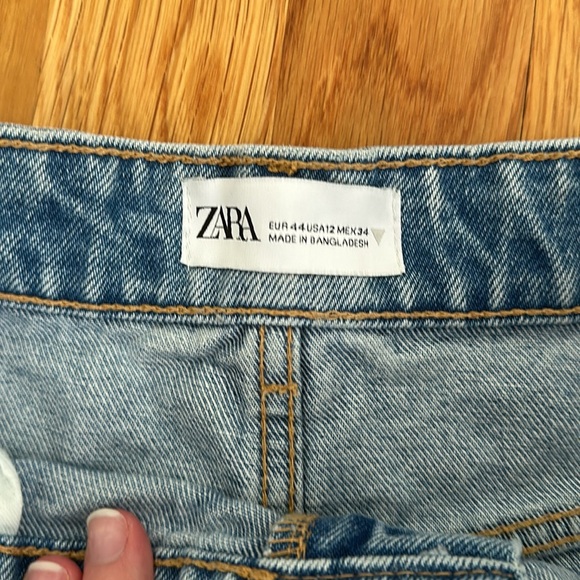 ZARA
EUR 44 USA 12 MEX 34
MADE IN BANGLADESH